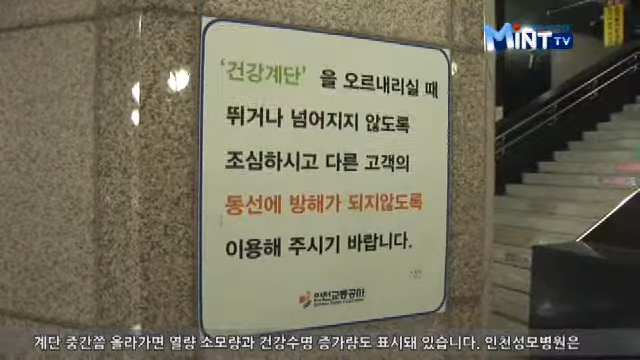 MiNT TV
'건강계단' 을 오르내리실 때
뛰거나 넘어지지 않도록
조심하시고 다른 고객의
동선에 방해가 되지않도록
이용해 주시기 바랍니다.
인천교통공사
계단 중간쯤 올라가면 열량 소모량과 건강수명 증가량도 표시돼 있습니다. 인천성모병원은